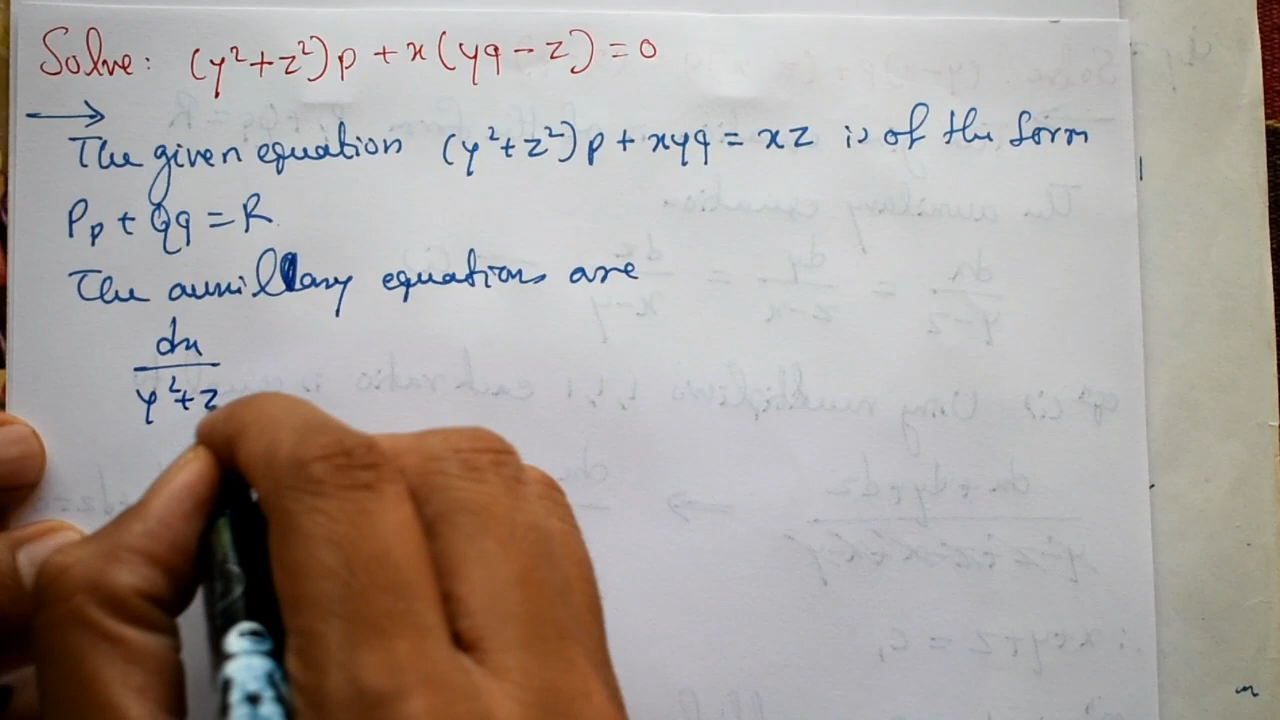 Solve: (y²+z²)p + x(yq - z) = 0
→
The given equation (y²+z²)p + xyq = xz is of the form
Pp + Qq = R
The auxillary equations are
dx
y²+z